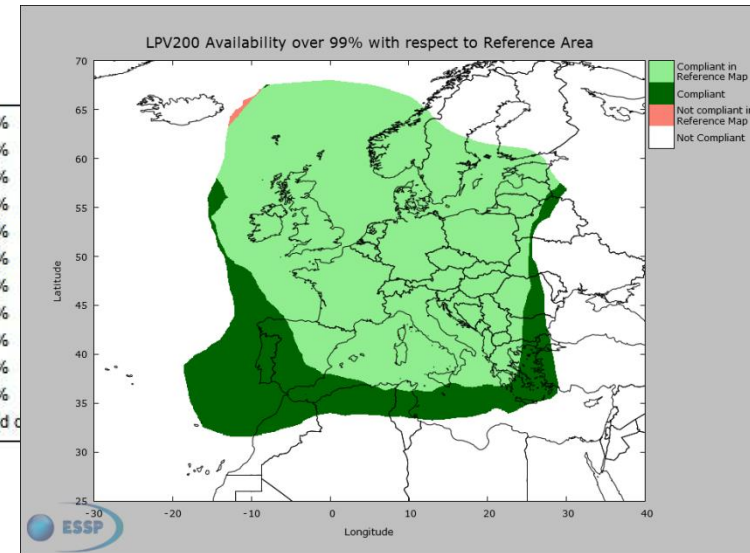 %
%
%
%
%
%
%
%
%
%
%
LPV200 Availability over 99% with respect to Reference Area
Compliant in
Reference Map
Compliant
Not compliant in
Reference Map
Not Compliant
70
65
60
55
50
45
40
35
30
25
Latitude
-30 -20 -10 0 10 20 30 40
Longitude
ESSP